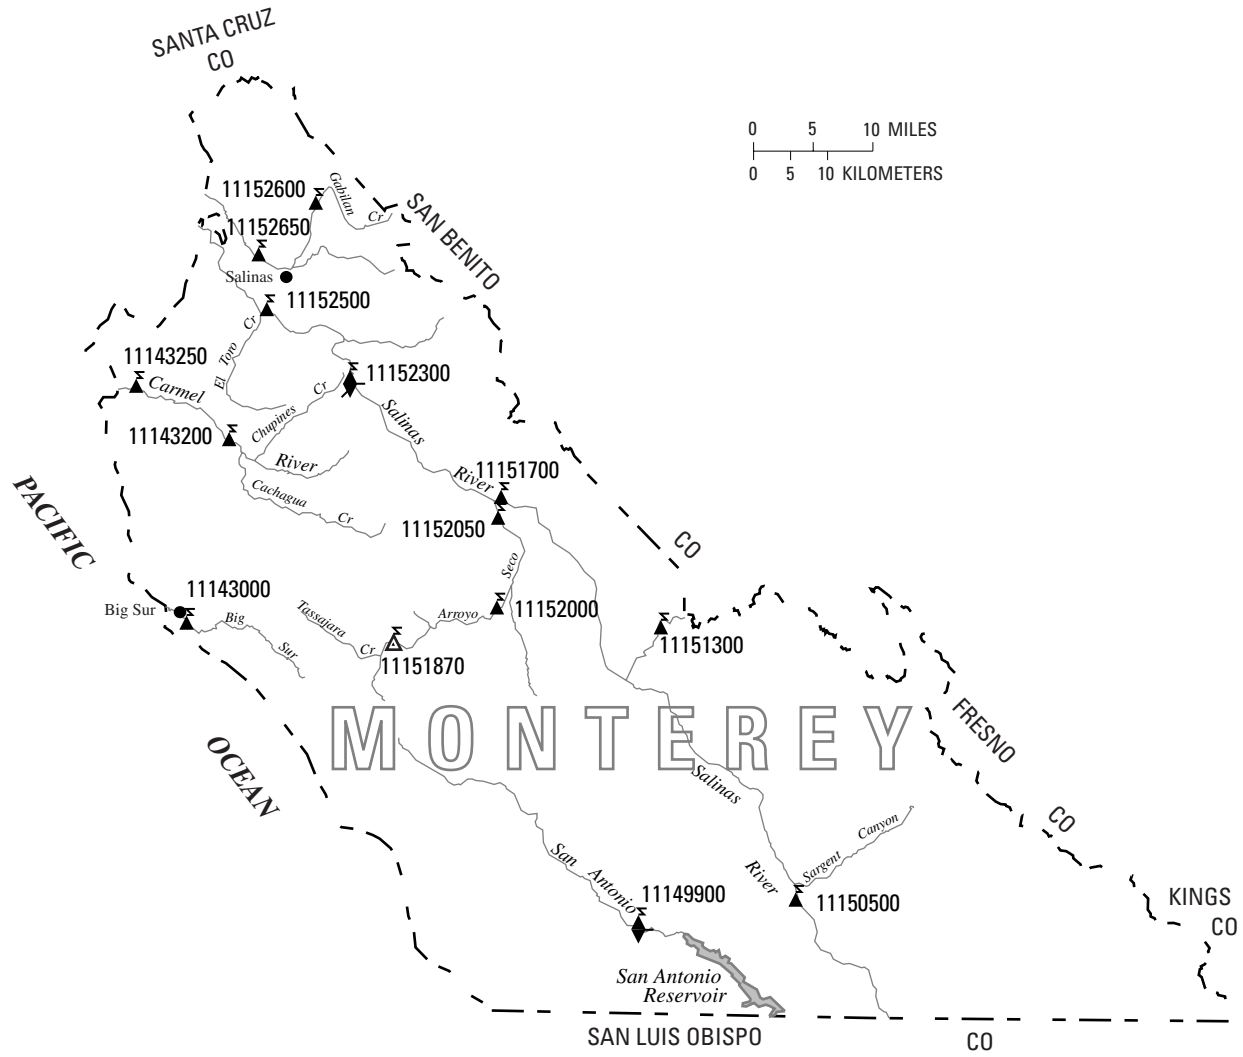 SANTA CRUZ
CO
0 5 10 MILES
0 5 10 KILOMETERS
11152600
Gabilan
Cr
11152650
SAN BENITO
Salinas
11152500
Cr
Toro
El
11143250
Carmel
11152300
Cr
Chupines
Salinas
11143200
River
River
11151700
Cachagua
Cr
11152050
PACIFIC
CO
Seco
11143000
Big Sur
Big
Sur
Tassajara
Cr
Arroyo
11152000
11151300
11151870
MONTEREY
FRESNO
OCEAN
Salinas
CO
Canyon
Sargent
San
Antonio
River
11149900
11150500
KINGS
CO
San Antonio
Reservoir
SAN LUIS OBISPO
CO